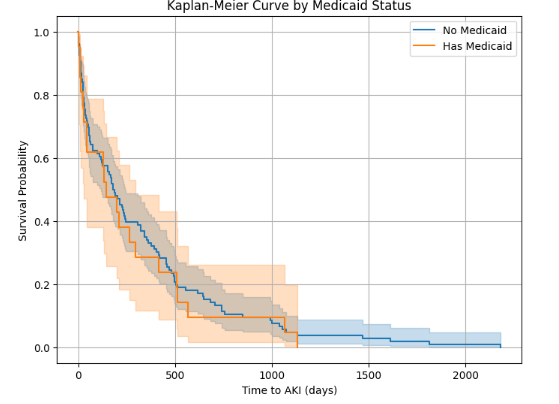 Kaplan-Meier Curve by Medicaid Status
No Medicaid
Has Medicaid
Survival Probability
1.0
0.8
0.6
0.4
0.2
0.0
0
500
1000
1500
2000
Time to AKI (days)